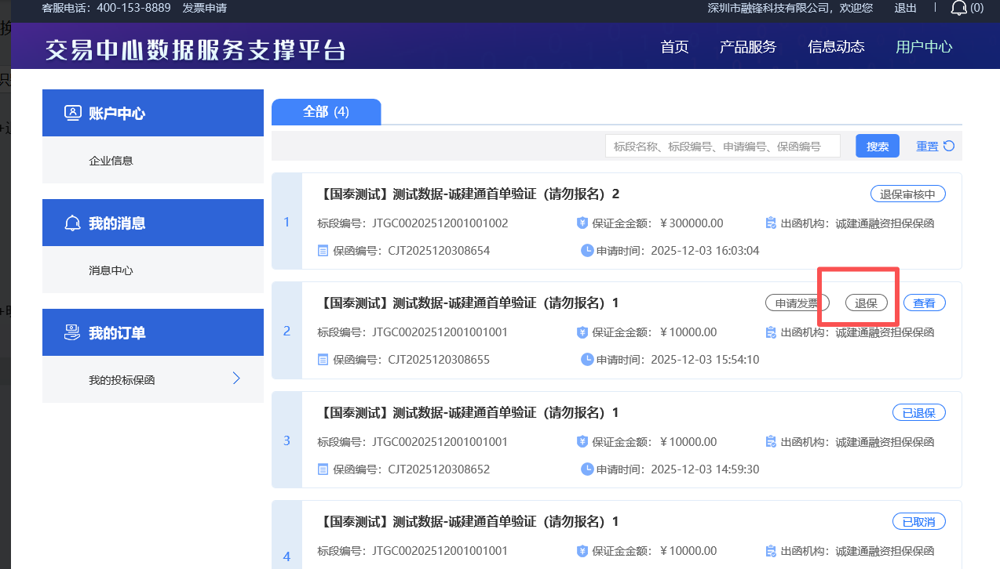 客服电话：400-153-8889 发票申请 深圳市融锋科技有限公司，欢迎您 退出 (0)
交易中心数据服务支撑平台 首页 产品服务 信息动态 用户中心
账户中心
企业信息
我的消息
消息中心
我的订单
我的投标保函
全部 (4)
标段名称、标段编号、申请编号、保函编号 搜索 重置
1
【国泰测试】测试数据-诚建通首单验证（请勿报名）2 退保审核中
标段编号：JTGC00202512001001002 保证金金额：￥300000.00 出函机构：诚建通融资担保保函
保函编号：CJT2025120308654 申请时间：2025-12-03 16:03:04
2
【国泰测试】测试数据-诚建通首单验证（请勿报名）1 申请发票 退保 查看
标段编号：JTGC00202512001001001 保证金金额：￥10000.00 出函机构：诚建通融资担保保函
保函编号：CJT2025120308655 申请时间：2025-12-03 15:54:10
3
【国泰测试】测试数据-诚建通首单验证（请勿报名）1 已退保
标段编号：JTGC00202512001001001 保证金金额：￥10000.00 出函机构：诚建通融资担保保函
保函编号：CJT2025120308652 申请时间：2025-12-03 14:59:30
4
【国泰测试】测试数据-诚建通首单验证（请勿报名）1 已取消
标段编号：JTGC00202512001001001 保证金金额：￥10000.00 出函机构：诚建通融资担保保函